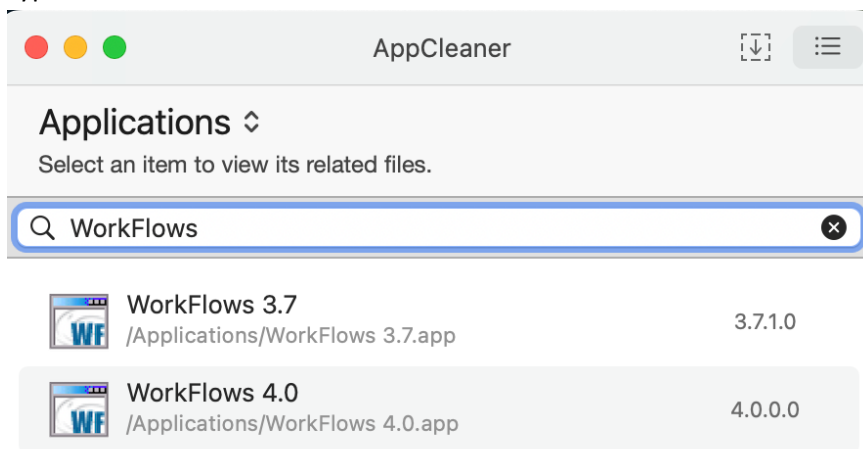 AppCleaner
Applications
Select an item to view its related files.
WorkFlows
WF
WorkFlows 3.7
3.7.1.0
/Applications/WorkFlows 3.7.app
WF
WorkFlows 4.0
4.0.0.0
/Applications/WorkFlows 4.0.app